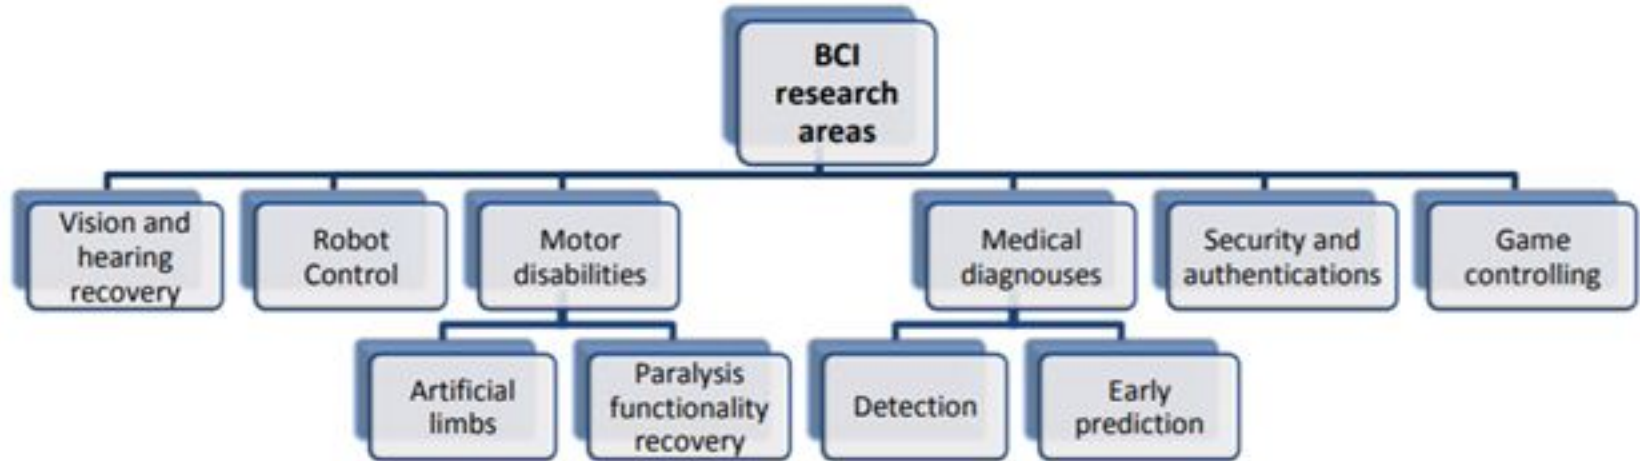 BCI
research
areas
Vision and
hearing
recovery
Robot
Control
Motor
disabilities
Medical
diagnouses
Security and
authentications
Game
controlling
Artificial
limbs
Paralysis
functionality
recovery
Detection
Early
prediction